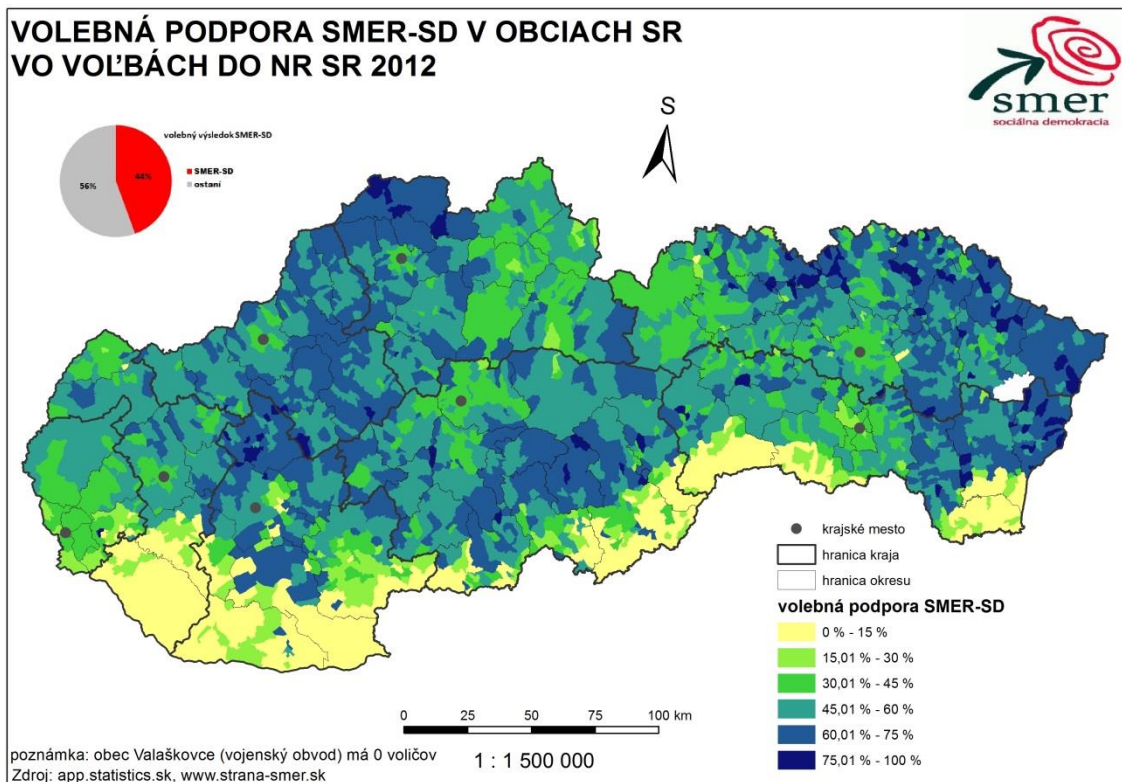 VOLEBNÁ PODPORA SMER-SD V OBCIACH SR
VO VOĽBÁCH DO NR SR 2012
smer
sociálna demokracia
volebný výsledok SMER-SD
SMER-SD
ostaní
44%
56%
S
krajské mesto
hranica kraja
hranica okresu
volebná podpora SMER-SD
0 % - 15 %
15,01 % - 30 %
30,01 % - 45 %
45,01 % - 60 %
60,01 % - 75 %
75,01 % - 100 %
0 25 50 75 100 km
1 : 1 500 000
poznámka: obec Valaškovce (vojenský obvod) má 0 voličov
Zdroj: app.statistics.sk, www.strana-smer.sk